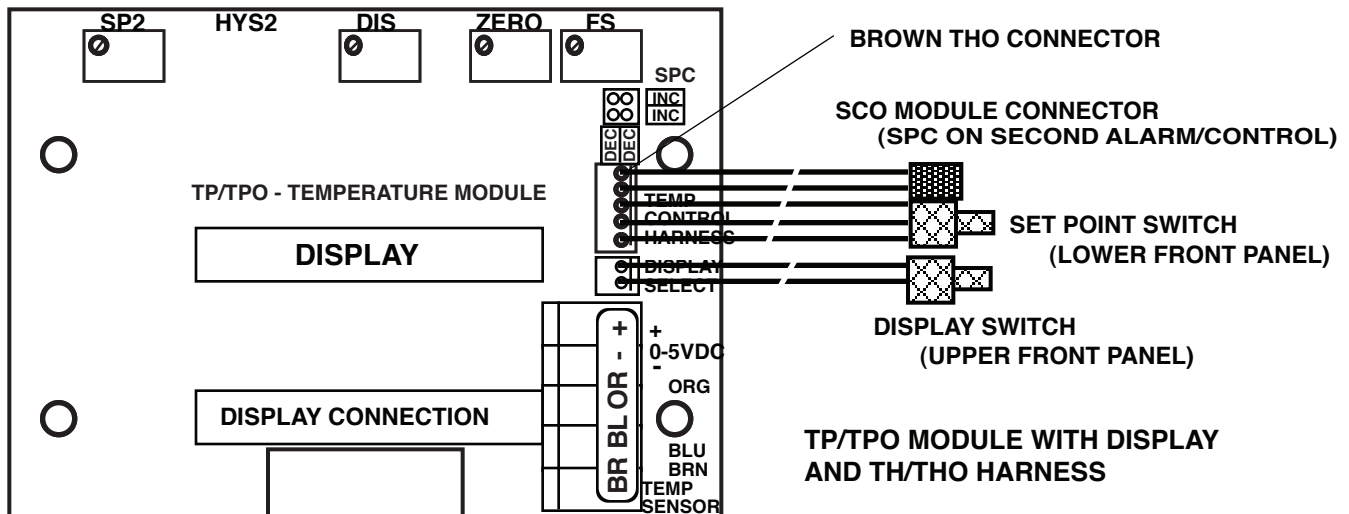 SP2 HYS2 DIS ZERO FS
BROWN THO CONNECTOR
SPC
INC
INC
DEC
DEC
SCO MODULE CONNECTOR
(SPC ON SECOND ALARM/CONTROL)
TP/TPO - TEMPERATURE MODULE
TEMP
CONTROL
HARNESS
SET POINT SWITCH
(LOWER FRONT PANEL)
DISPLAY
DISPLAY
SELECT
DISPLAY SWITCH
(UPPER FRONT PANEL)
BR BL OR - +
+
0-5VDC
-
ORG
DISPLAY CONNECTION
BLU
BRN
TEMP
SENSOR
TP/TPO MODULE WITH DISPLAY
AND TH/THO HARNESS